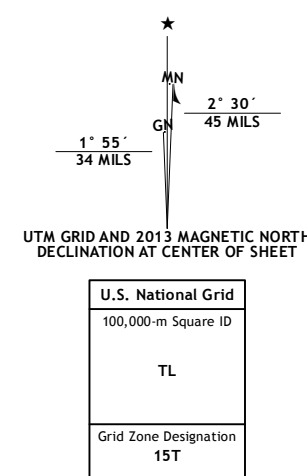 ★
MN
GN
2° 30´
45 MILS
1° 55´
34 MILS
UTM GRID AND 2013 MAGNETIC NORTH
DECLINATION AT CENTER OF SHEET
U.S. National Grid
100,000-m Square ID
TL
Grid Zone Designation
15T